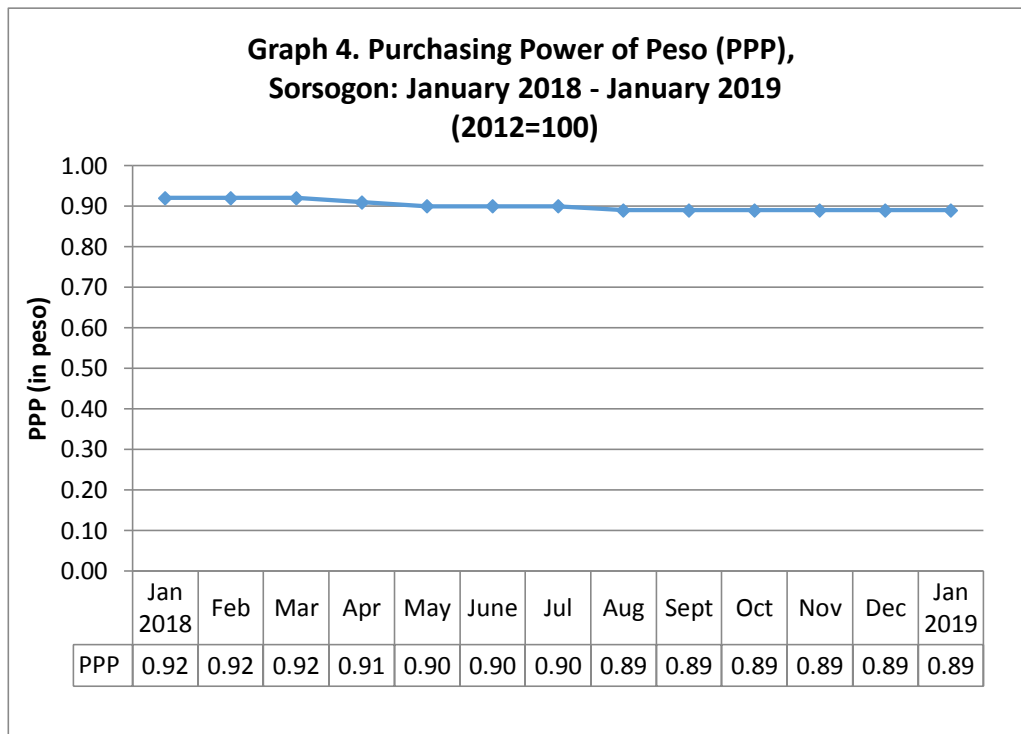 Graph 4. Purchasing Power of Peso (PPP),
Sorsogon: January 2018 - January 2019
(2012=100)
PPP (in peso)
1.00
0.90
0.80
0.70
0.60
0.50
0.40
0.30
0.20
0.10
0.00
Jan 2018 Feb Mar Apr May June Jul Aug Sept Oct Nov Dec Jan 2019
PPP 0.92 0.92 0.92 0.91 0.90 0.90 0.90 0.89 0.89 0.89 0.89 0.89 0.89